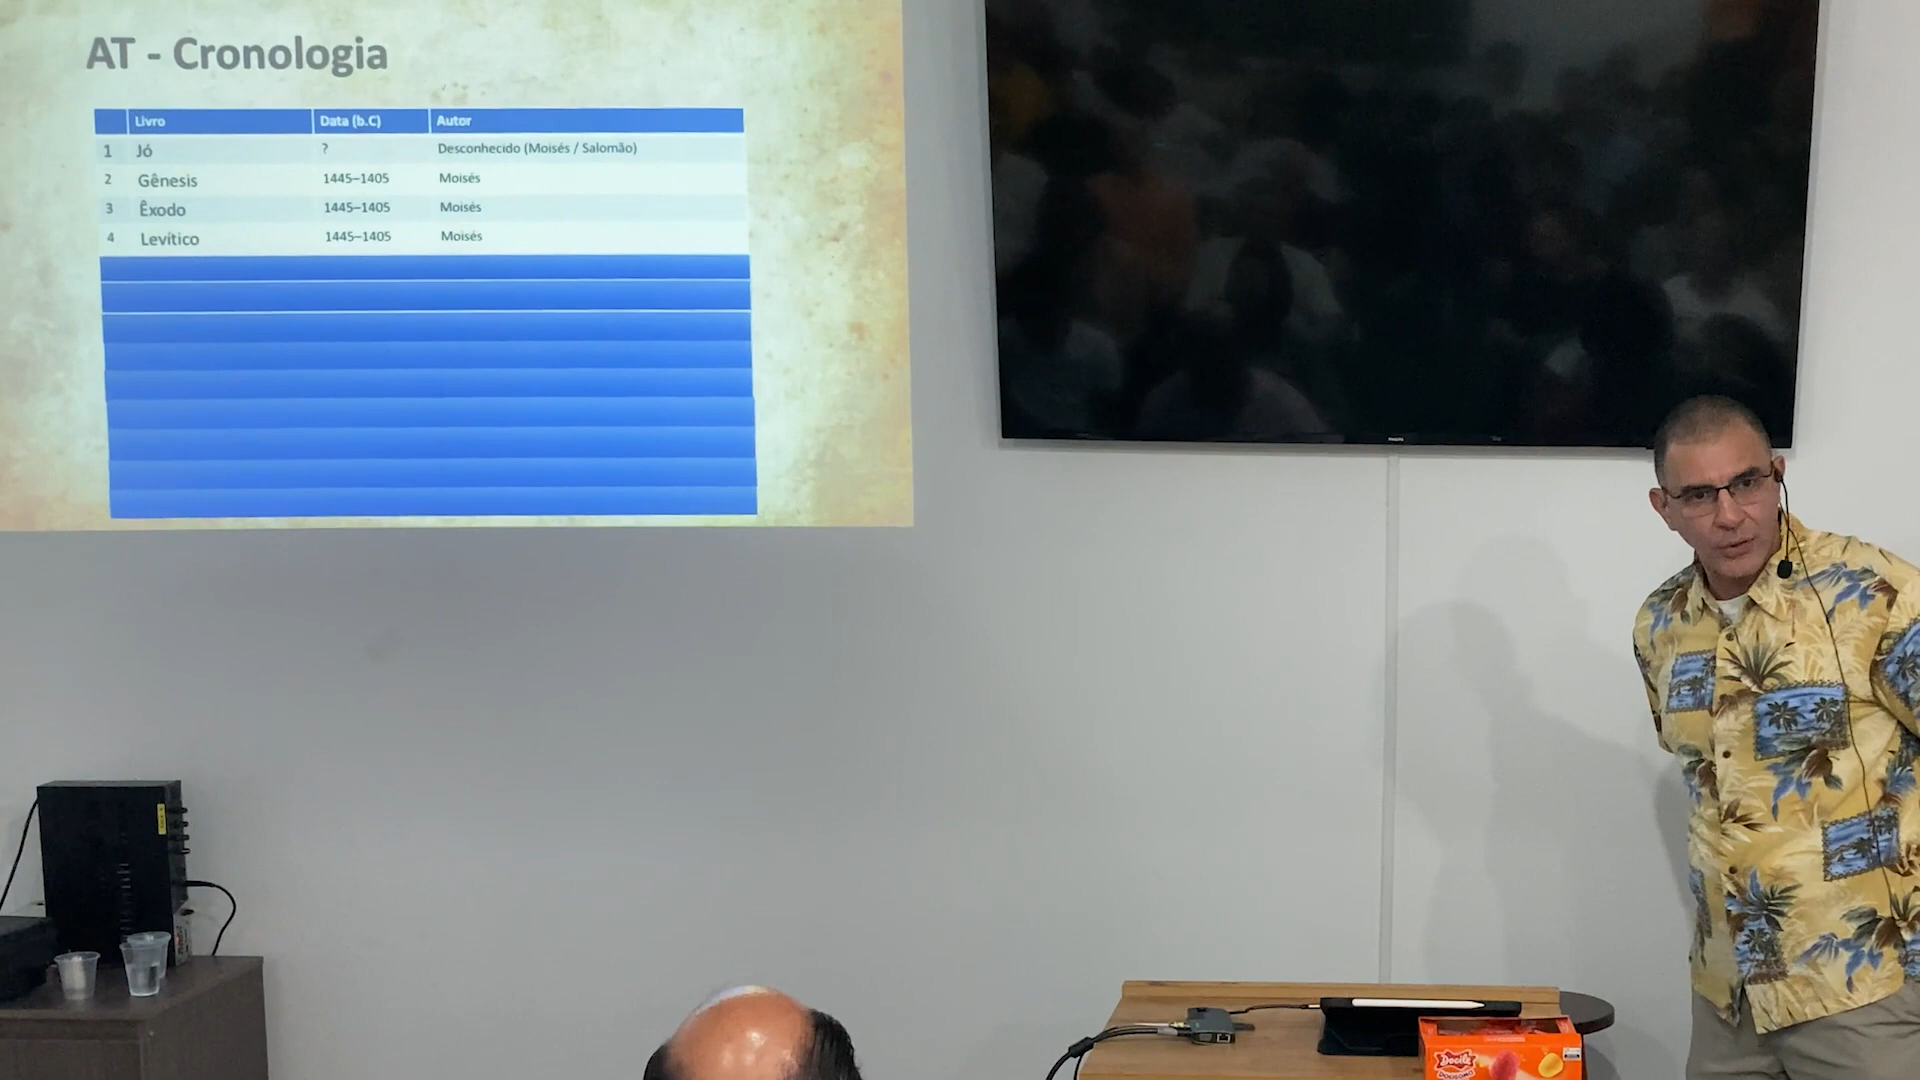 AT - Cronologia
Livro Data (b.C) Autor
1 Jó ? Desconhecido (Moisés / Salomão)
2 Gênesis 1445–1405 Moisés
3 Êxodo 1445–1405 Moisés
4 Levítico 1445–1405 Moisés
PHILIPS
Docile